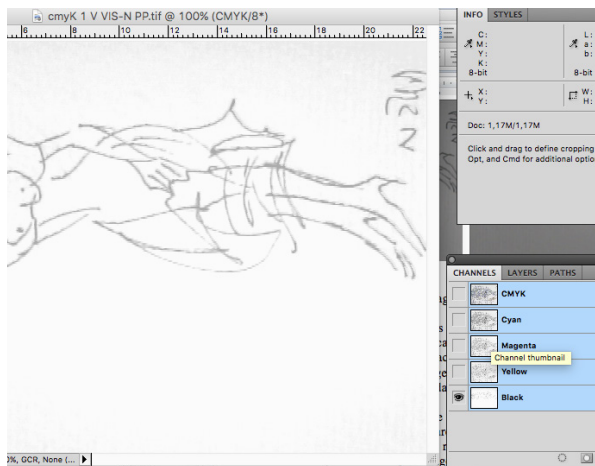 cmyK 1 V VIS-N PP.tif @ 100% (CMYK/8*)
6 8 10 12 14 16 18 20 22
%, GCR, None (...
INFO STYLES
C: L:
M: a:
Y: b:
K:
8-bit 8-bit
X: W:
Y: H:
Doc: 1,17M/1,17M
Click and drag to define cropping
Opt, and Cmd for additional optio
CHANNELS LAYERS PATHS
CMYK
Cyan
Magenta
Channel thumbnail
Yellow
Black